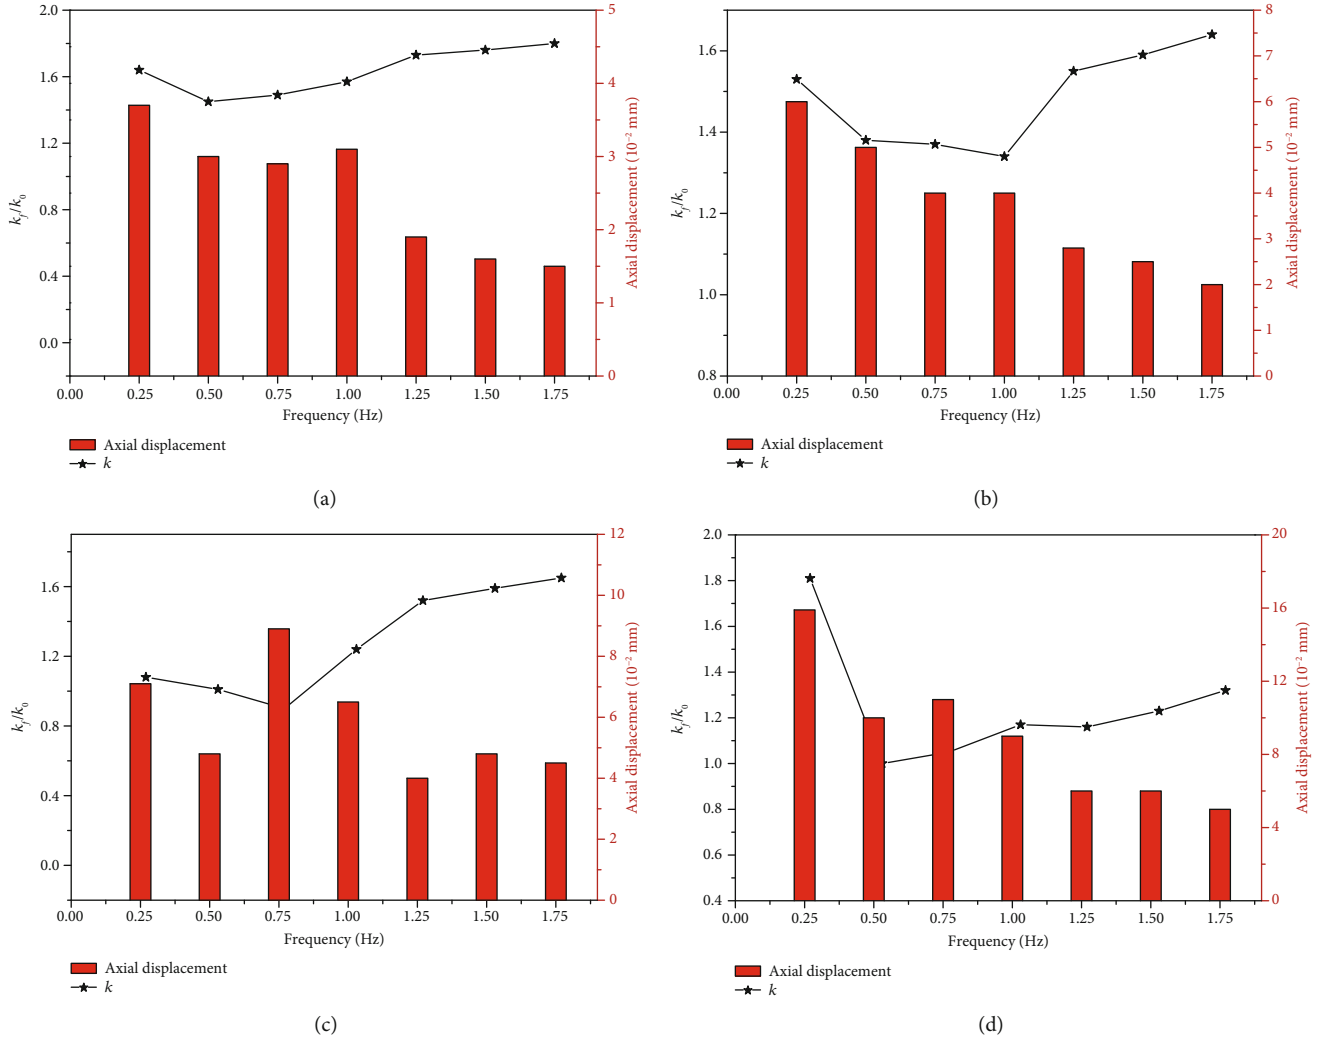 2.0
1.6
1.2
0.8
0.4
0.0
k_f/k_0
5
4
3
2
1
0
Axial displacement (10⁻² mm)
0.00 0.25 0.50 0.75 1.00 1.25 1.50 1.75
Frequency (Hz)
Axial displacement
k
(a)
1.6
1.4
1.2
1.0
0.8
k_f/k_0
8
7
6
5
4
3
2
1
0
Axial displacement (10⁻² mm)
0.00 0.25 0.50 0.75 1.00 1.25 1.50 1.75
Frequency (Hz)
Axial displacement
k
(b)
1.6
1.2
0.8
0.4
0.0
k_f/k_0
12
10
8
6
4
2
0
Axial displacement (10⁻² mm)
0.00 0.25 0.50 0.75 1.00 1.25 1.50 1.75
Frequency (Hz)
Axial displacement
k
(c)
2.0
1.8
1.6
1.4
1.2
1.0
0.8
0.6
0.4
k_f/k_0
20
16
12
8
4
0
Axial displacement (10⁻² mm)
0.00 0.25 0.50 0.75 1.00 1.25 1.50 1.75
Frequency (Hz)
Axial displacement
k
(d)